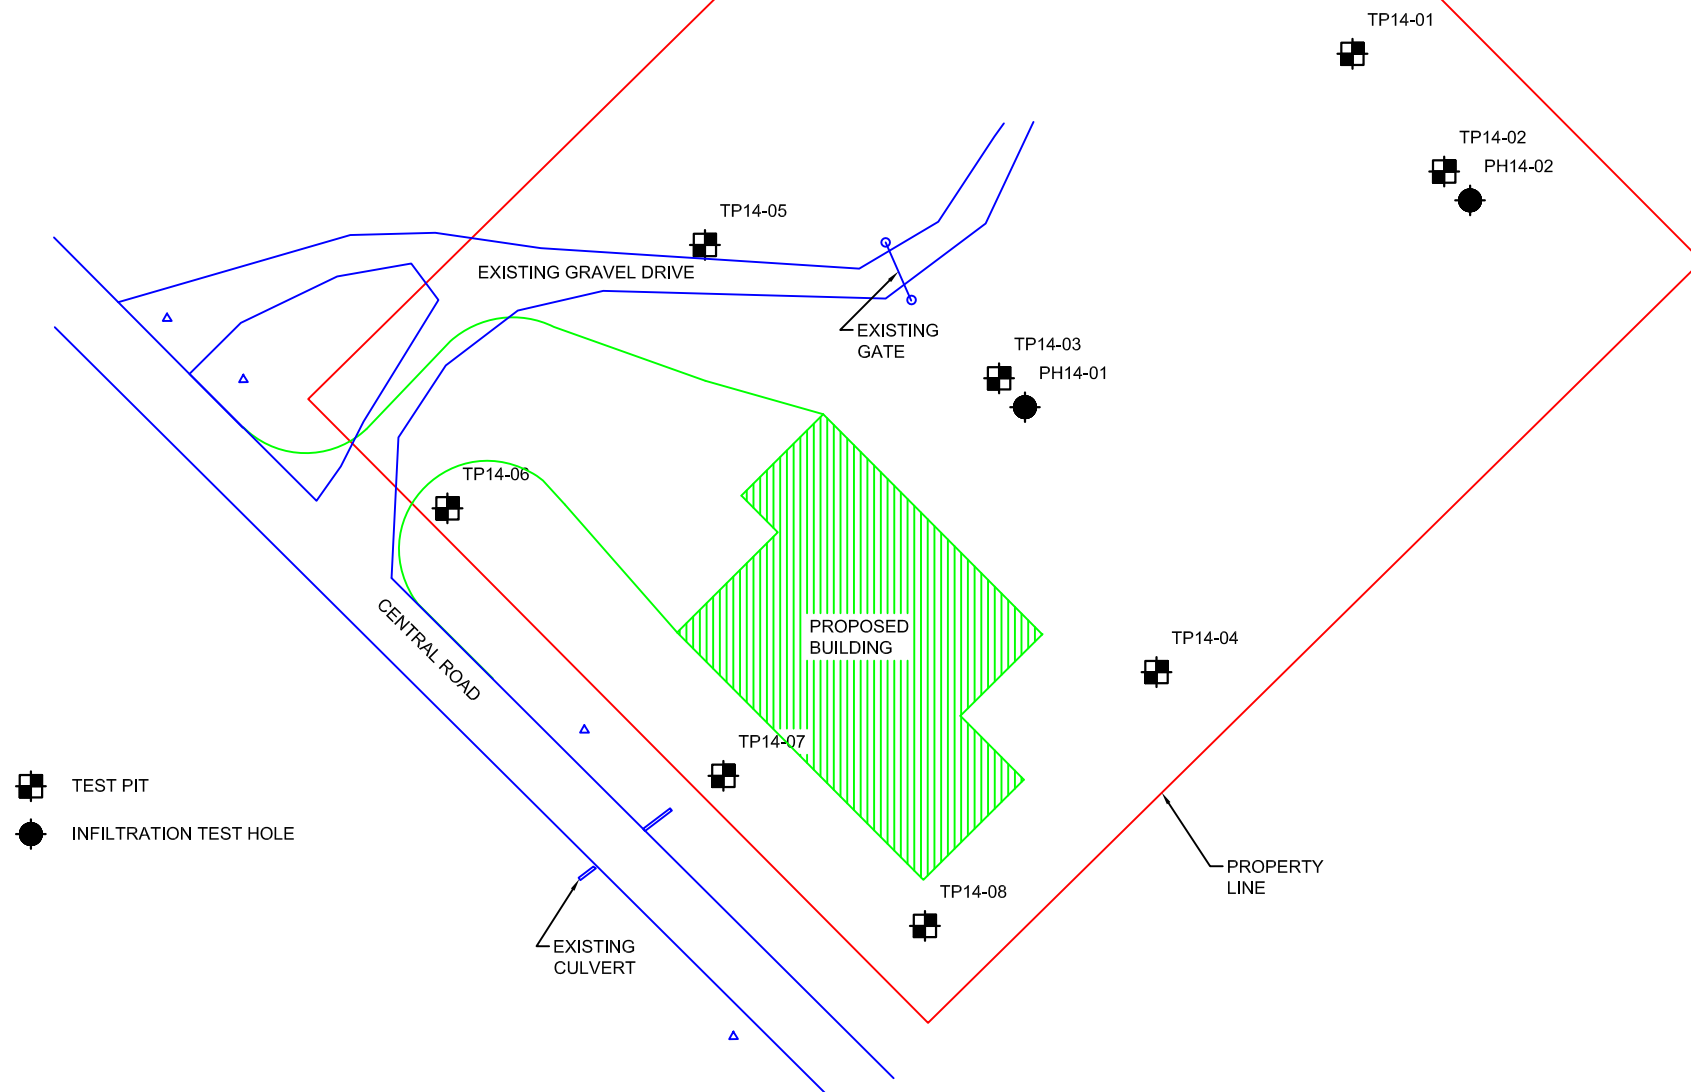 TP14-01
TP14-02
PH14-02
TP14-05
EXISTING GRAVEL DRIVE
EXISTING
GATE
TP14-03
PH14-01
TP14-06
CENTRAL ROAD
PROPOSED
BUILDING
TP14-04
TP14-07
TEST PIT
INFILTRATION TEST HOLE
PROPERTY
LINE
TP14-08
EXISTING
CULVERT